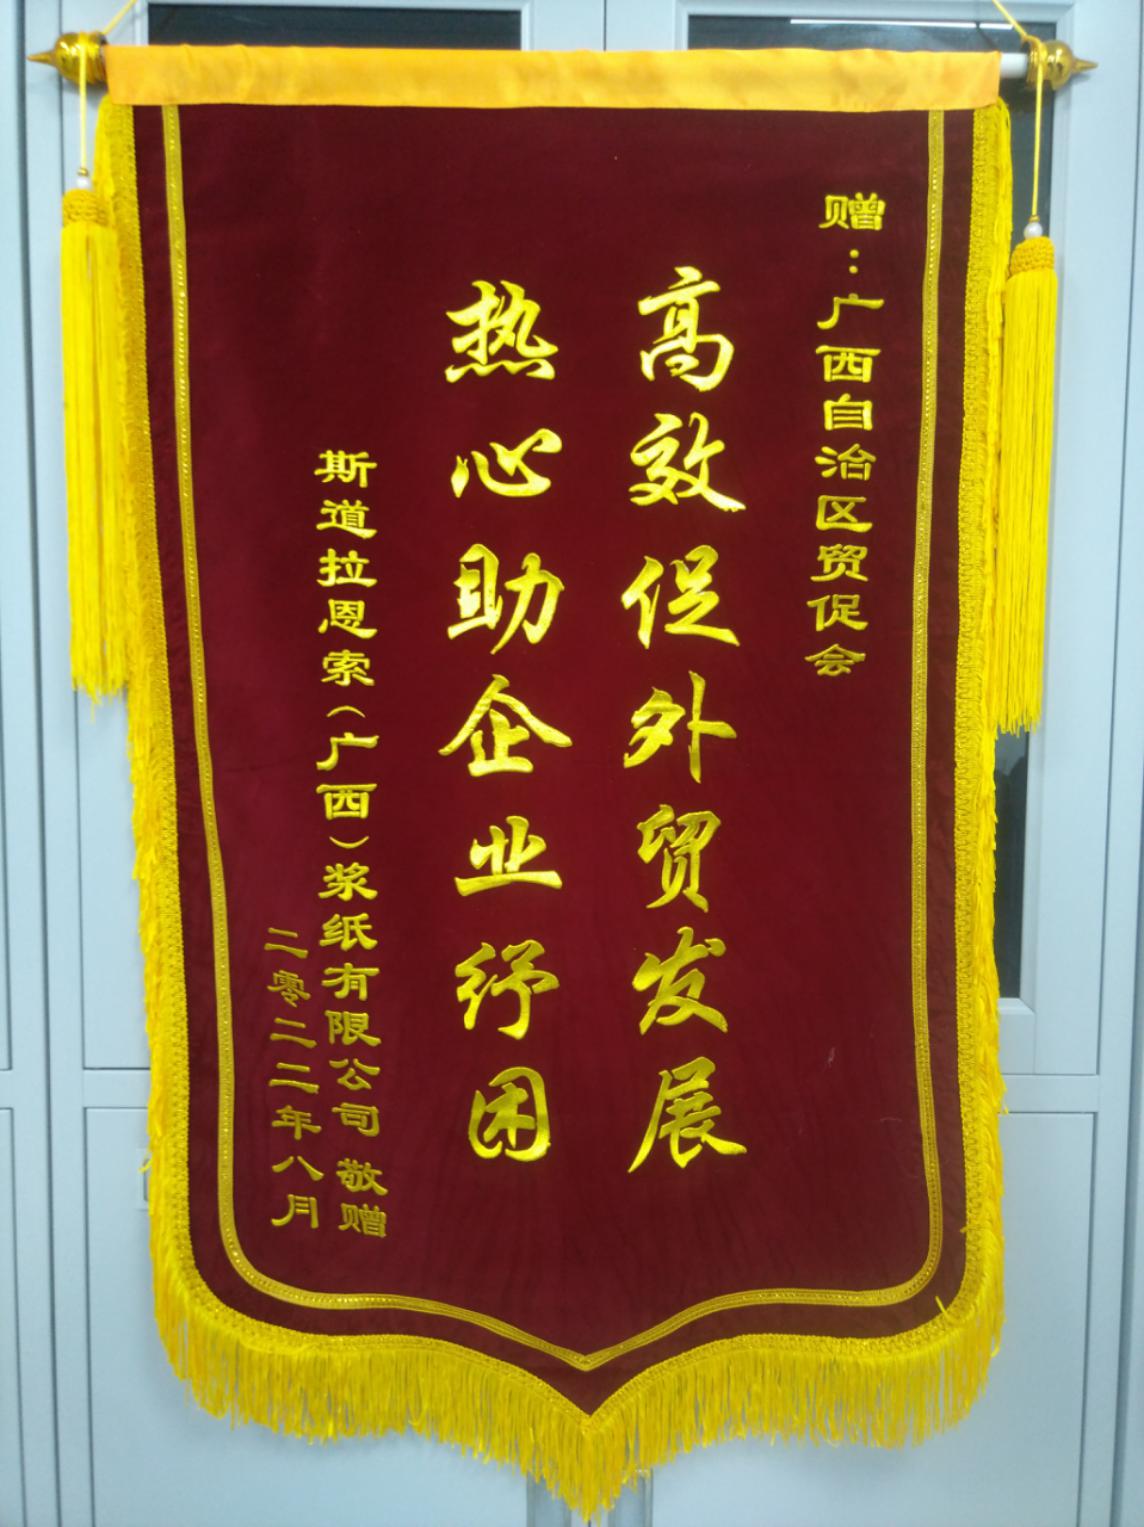 赠：广西自治区贸促会
高效促外贸发展
热心助企业纾困
斯道拉恩索（广西）浆纸有限公司 敬赠
二零二二年八月